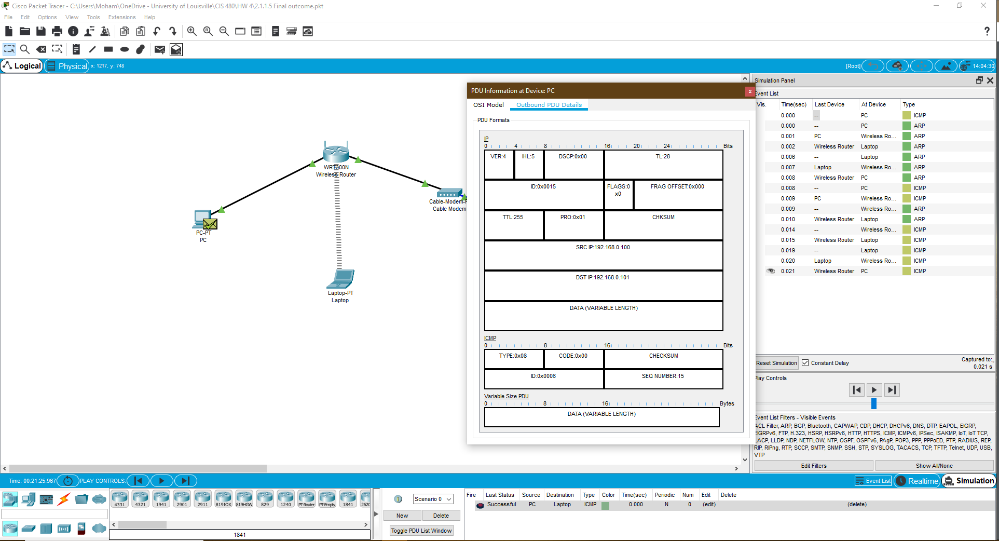 Cisco Packet Tracer - C:\Users\Moham\OneDrive - University of Louisville\CIS 480\HW 4\2.1.1.5 Final outcome.pkt
File Edit Options View Tools Extensions Help
Logical Physical x: 1217, y: 748 [Root] 14:04:30
PDU Information at Device: PC
OSI Model Outbound PDU Details
PDU Formats
IP
0 4 8 16 20 24 Bits
VER:4 IHL:5 DSCP:0x00 TL:28
ID:0x0015 FLAGS:0 FRAG OFFSET:0x000
x0
TTL:255 PRO:0x01 CHKSUM
SRC IP:192.168.0.100
DST IP:192.168.0.101
DATA (VARIABLE LENGTH)
ICMP
0 8 16 Bits
TYPE:0x08 CODE:0x00 CHECKSUM
ID:0x0006 SEQ NUMBER:15
Variable Size PDU
0 8 16 Bytes
DATA (VARIABLE LENGTH)
WRT300N
Wireless Router
Cable-Modem-P
Cable Modem
PC-PT
PC
Laptop-PT
Laptop
Simulation Panel
Event List
Vis. Time(sec) Last Device At Device Type
0.000 -- PC ICMP
0.000 -- PC ARP
0.001 PC Wireless Ro... ARP
0.002 Wireless Router Laptop ARP
0.006 -- Laptop ARP
0.007 Laptop Wireless Ro... ARP
0.008 Wireless Router PC ARP
0.008 -- PC ICMP
0.009 PC Wireless Ro... ICMP
0.009 -- Wireless Ro... ARP
0.010 Wireless Router Laptop ARP
0.014 -- Wireless Ro... ICMP
0.015 Wireless Router Laptop ICMP
0.019 -- Laptop ICMP
0.020 Laptop Wireless Ro... ICMP
0.021 Wireless Router PC ICMP
Reset Simulation Constant Delay Captured to:
0.021 s
Play Controls
Event List Filters - Visible Events
ACL Filter, ARP, BGP, Bluetooth, CAPWAP, CDP, DHCP, DHCPv6, DNS, DTP, EAPOL, EIGRP,
EIGRPv6, FTP, H.323, HSRP, HSRPv6, HTTP, HTTPS, ICMP, ICMPv6, IPSec, ISAKMP, IoT, IoT TCP,
LACP, LLDP, NDP, NETFLOW, NTP, OSPF, OSPFv6, PAgP, POP3, PPP, PPPoED, PTP, RADIUS, REP,
RIP, RIPng, RTP, SCCP, SMTP, SNMP, SSH, STP, SYSLOG, TACACS, TCP, TFTP, Telnet, UDP, USB,
VTP
Edit Filters Show All/None
Time: 00:21:25.967 PLAY CONTROLS: Event List Realtime Simulation
4331 4321 1941 2901 2911 819IOX 819HGW 829 1240 PT-Router PT-Empty 1841 2620
1841
Scenario 0
New Delete
Toggle PDU List Window
Fire Last Status Source Destination Type Color Time(sec) Periodic Num Edit Delete
Successful PC Laptop ICMP 0.000 N 0 (edit) (delete)